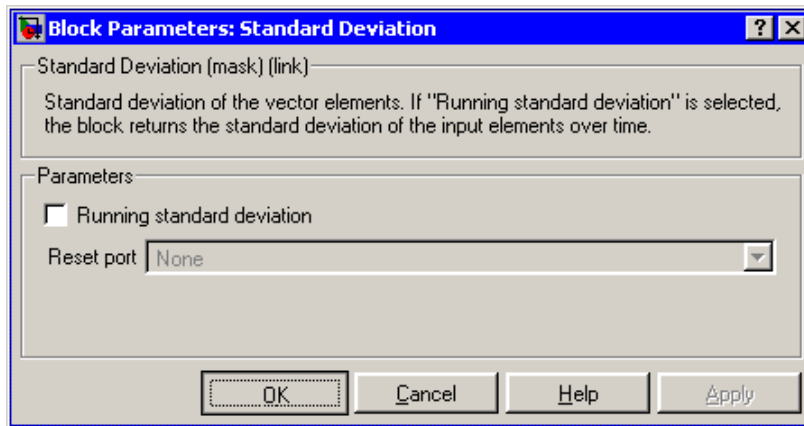 Block Parameters: Standard Deviation
Standard Deviation (mask) (link)
Standard deviation of the vector elements. If "Running standard deviation" is selected,
the block returns the standard deviation of the input elements over time.
Parameters
Running standard deviation
Reset port None
OK Cancel Help Apply